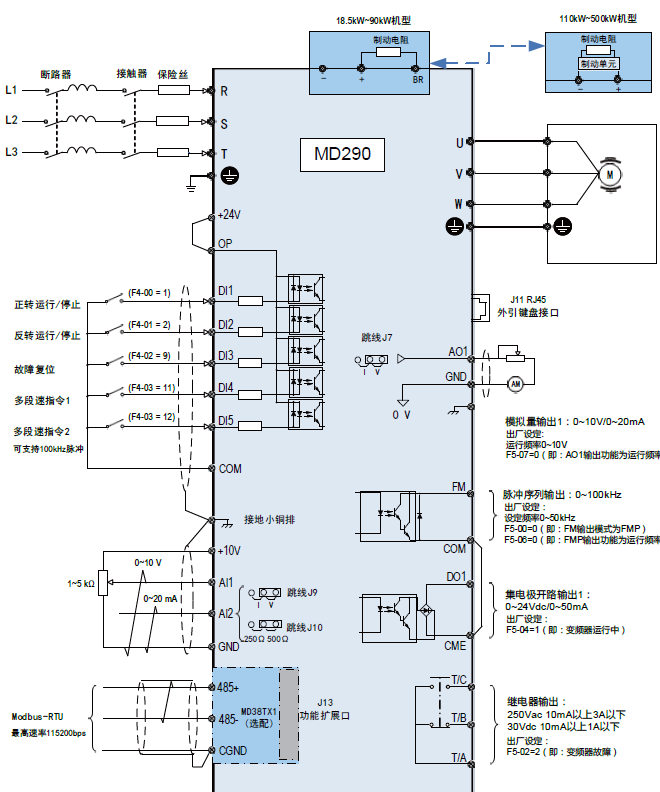 18.5kW~90kW机型
110kW~500kW机型
制动电阻
－
+
BR
制动电阻
制动单元
－
+
断路器
接触器
保险丝
L1
R
L2
S
L3
T
MD290
U
V
W
M
+24V
OP
正转运行/停止
(F4-00 = 1)
DI1
反转运行/停止
(F4-01 = 2)
DI2
故障复位
(F4-02 = 9)
DI3
多段速指令1
(F4-03 = 11)
DI4
多段速指令2
(F4-03 = 12)
DI5
可支持100kHz脉冲
COM
接地小铜排
J11 RJ45
外引键盘接口
跳线J7
I V
AO1
GND
0 V
AM
模拟量输出1：0~10V/0~20mA
出厂设定:
运行频率0~10V
F5-07=0（即：AO1输出功能为运行频率
FM
COM
脉冲序列输出：0~100kHz
出厂设定：
设定频率0~50kHz
F5-00=0（即：FM输出模式为FMP）
F5-06=0（即：FMP输出功能为运行频率
+10V
0~10 V
1~5 kΩ
AI1
0~20 mA
AI2
GND
跳线J9
I V
跳线J10
250Ω 500Ω
DO1
CME
集电极开路输出1：
0~24Vdc/0~50mA
出厂设定：
F5-04=1（即：变频器运行中）
Modbus-RTU
最高速率115200bps
485+
485-
CGND
MD38TX1
(选配)
J13
功能扩展口
T/C
T/B
T/A
继电器输出:
250Vac 10mA以上3A以下
30Vdc 10mA以上1A以下
出厂设定：
F5-02=2（即：变频器故障）